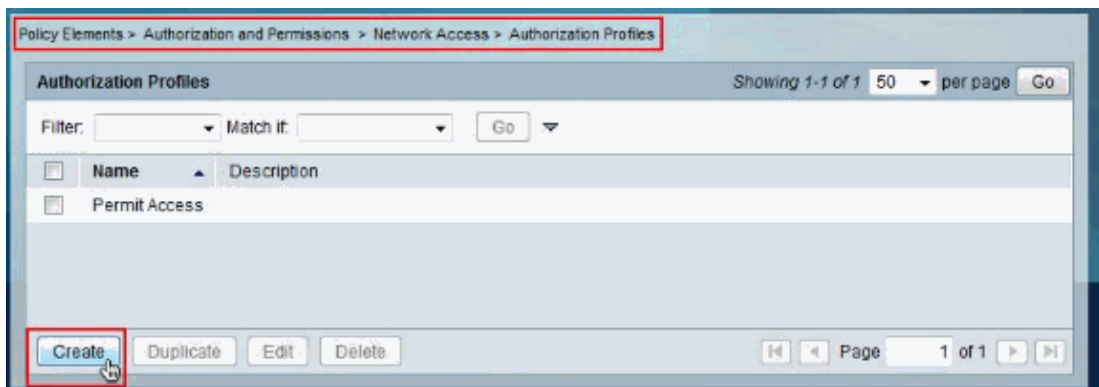 Policy Elements > Authorization and Permissions > Network Access > Authorization Profiles
Authorization Profiles Showing 1-1 of 1 50 per page Go
Filter: Match if: Go
Name Description
Permit Access
Create Duplicate Edit Delete Page 1 of 1